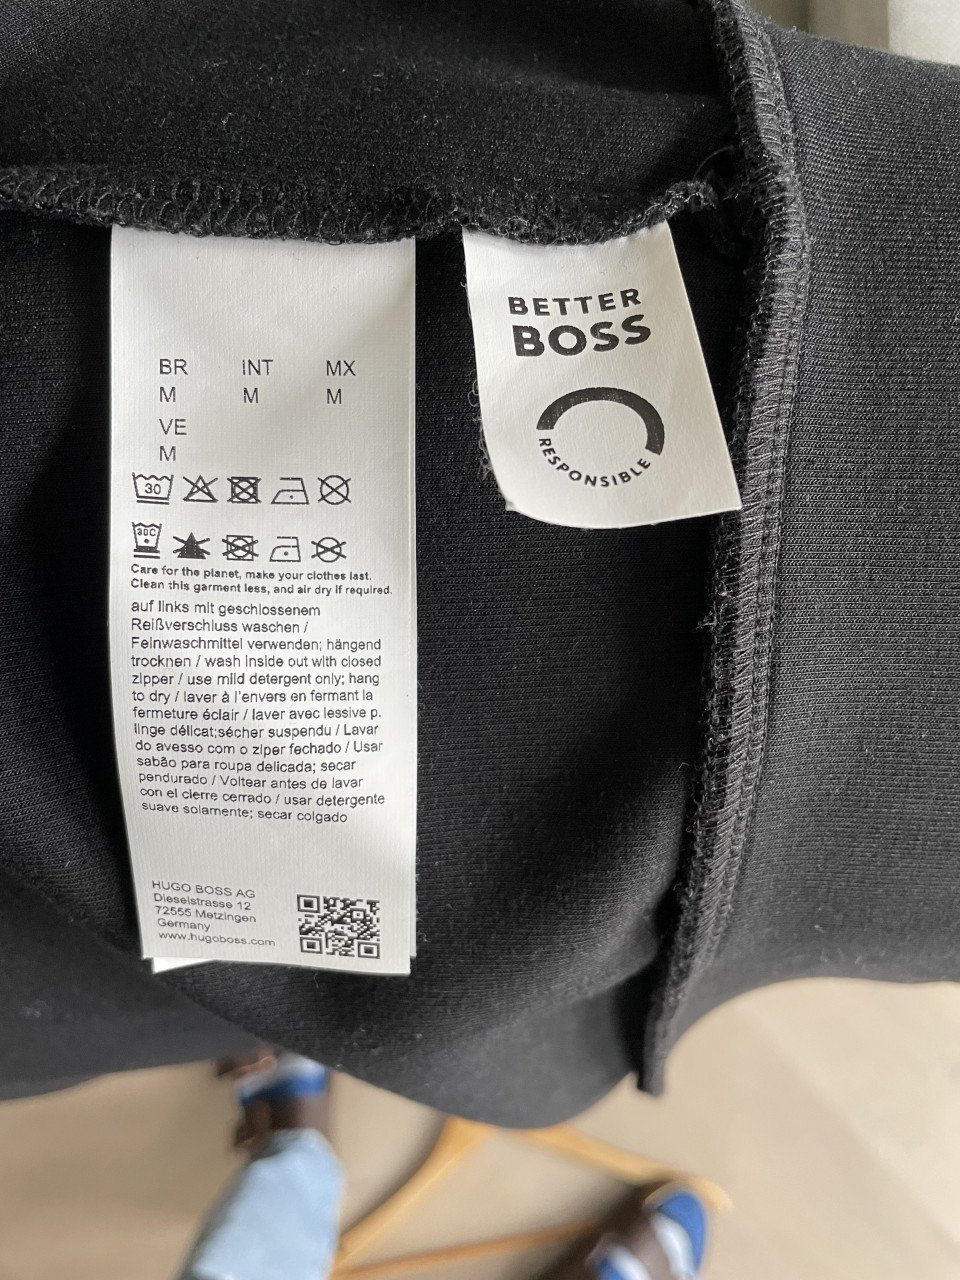 BR INT MX
M M M
VE
M
30
30C
Care for the planet, make your clothes last.
Clean this garment less, and air dry if required.
auf links mit geschlossenem
Reißverschluss waschen /
Feinwaschmittel verwenden; hängend
trocknen / wash inside out with closed
zipper / use mild detergent only; hang
to dry / laver à l'envers en fermant la
fermeture éclair / laver avec lessive p.
linge délicat;sécher suspendu / Lavar
do avesso com o ziper fechado / Usar
sabão para roupa delicada; secar
pendurado / Voltear antes de lavar
con el cierre cerrado / usar detergente
suave solamente; secar colgado
HUGO BOSS AG
Dieselstrasse 12
72555 Metzingen
Germany
www.hugoboss.com
BETTER
BOSS
RESPONSIBLE